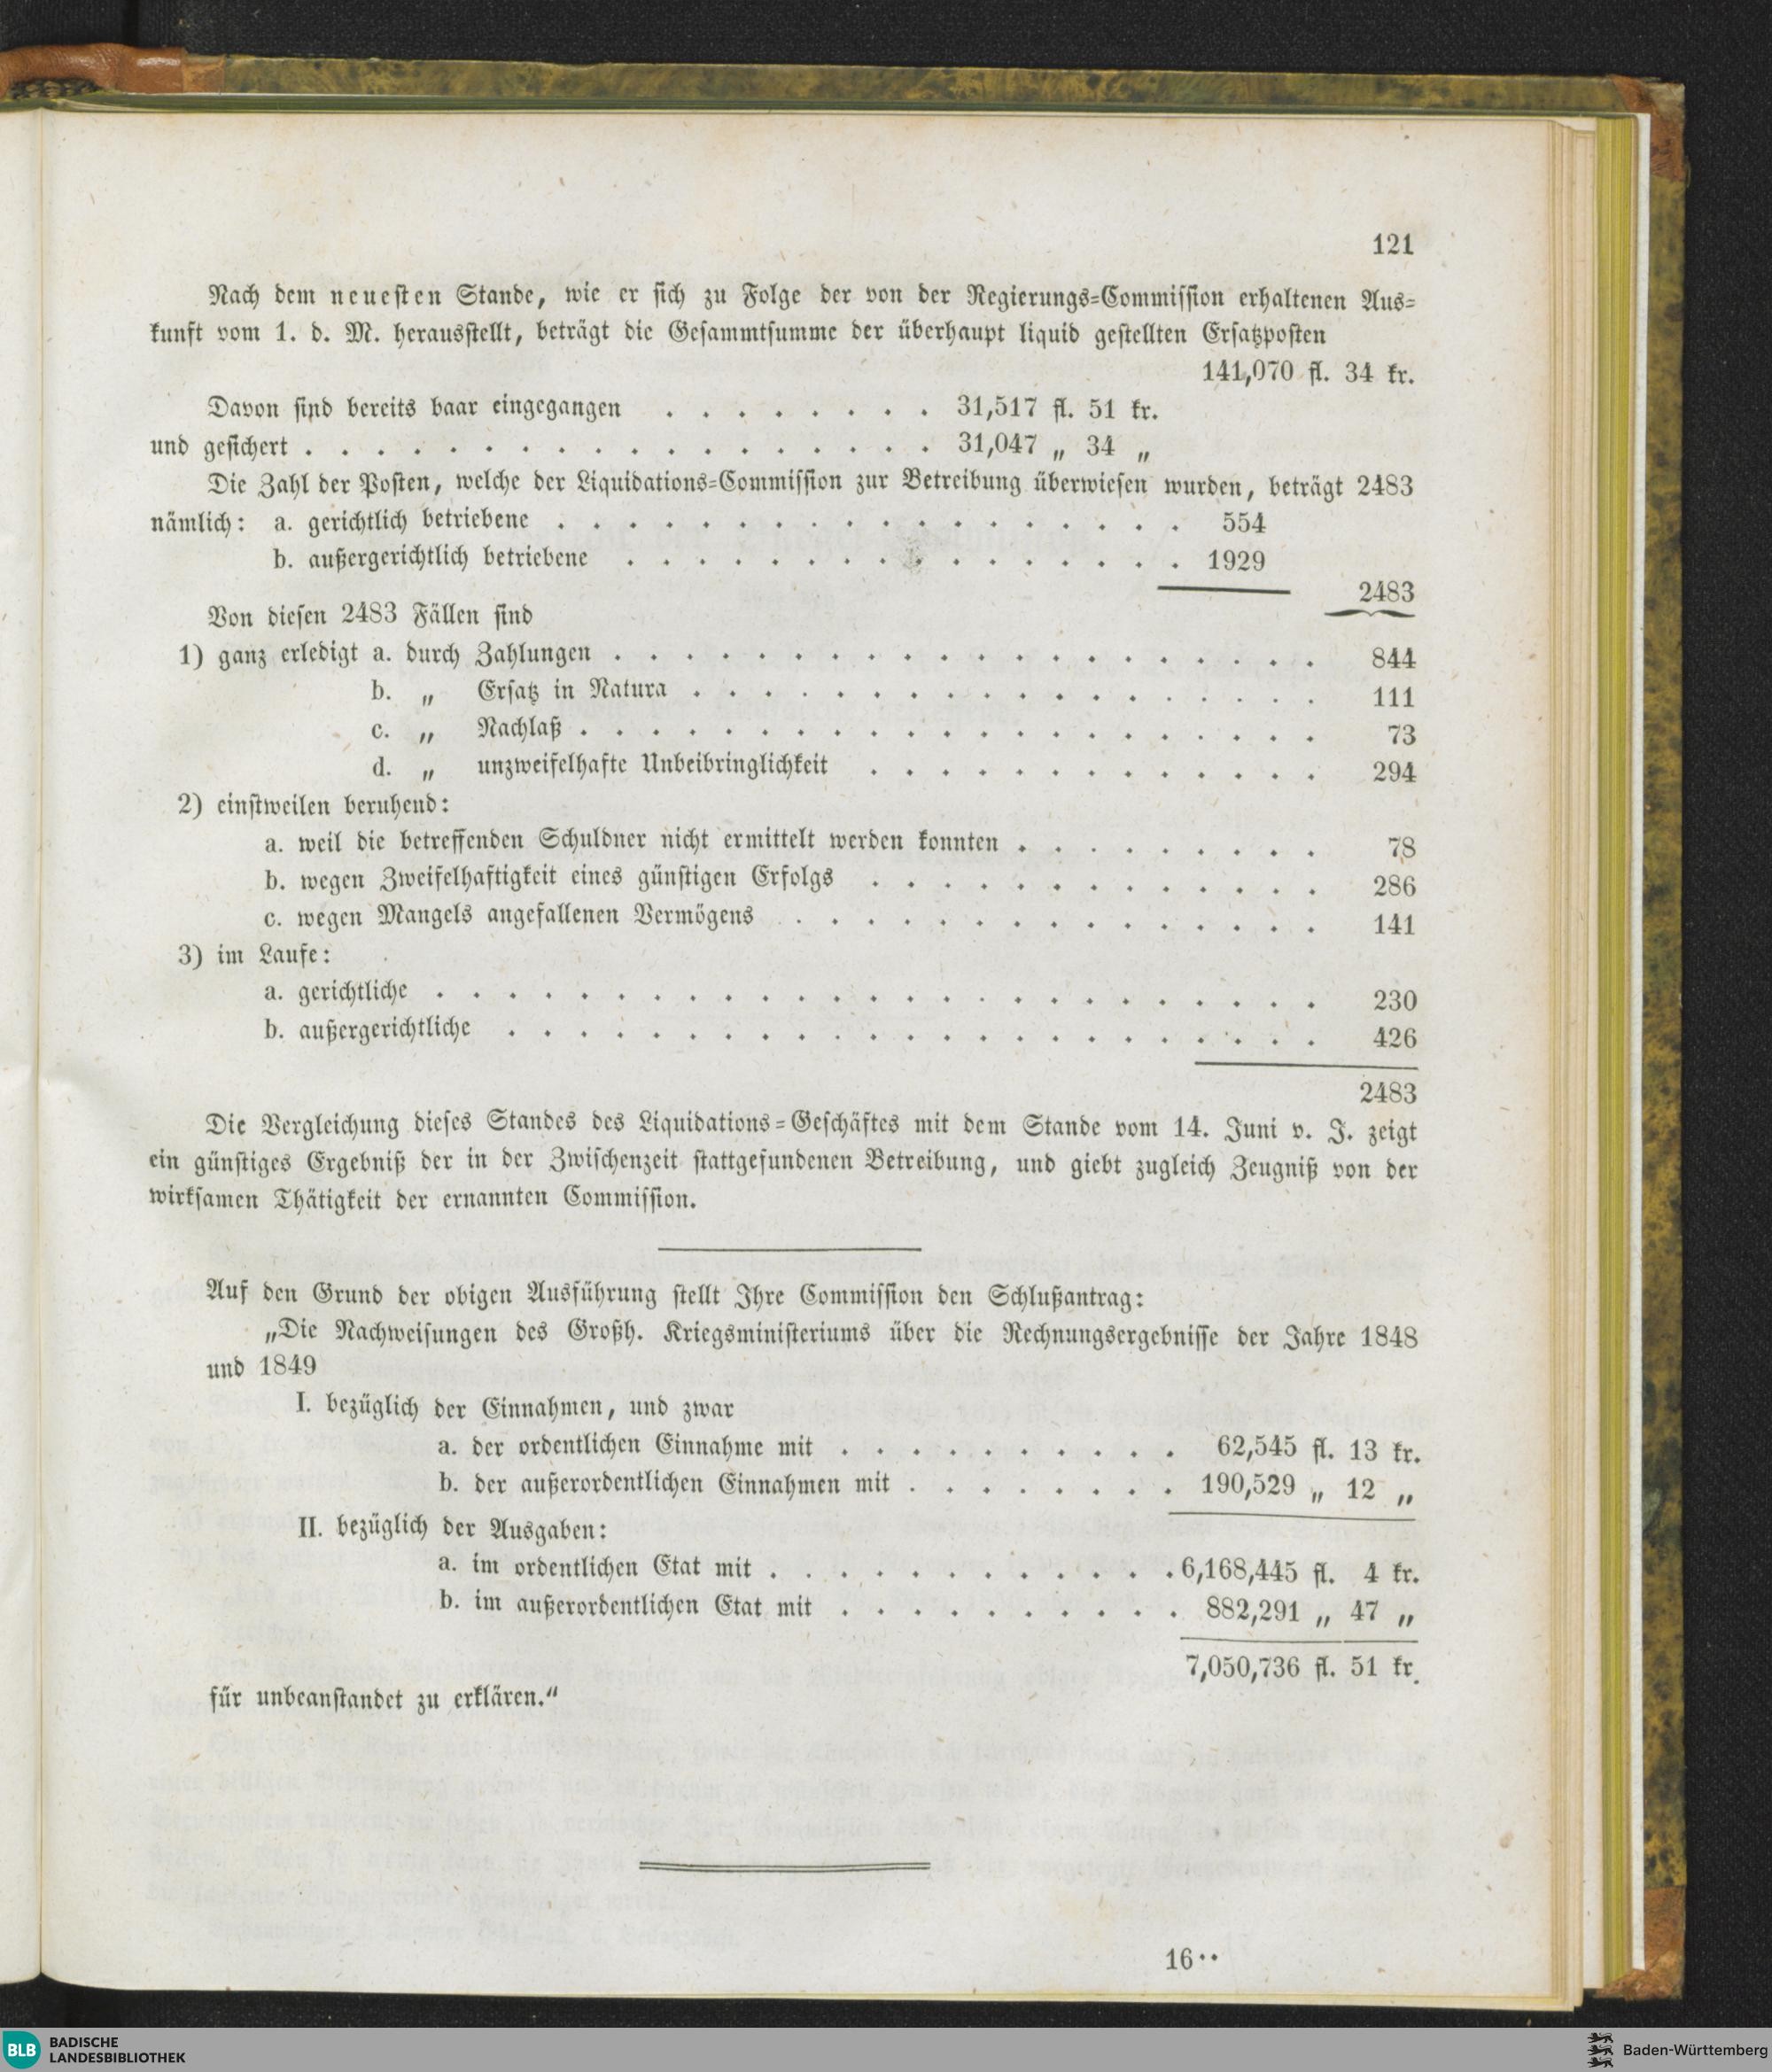 121
Nach dem neuesten Stande, wie er sich zu Folge der von der Regierungs-Commission erhaltenen Aus-
kunft vom 1. d. M. herausstellt, beträgt die Gesammtsumme der überhaupt liquid gestellten Ersatzposten
141,070 fl. 34 kr.
Davon sind bereits baar eingegangen . . . . . . . . 31,517 fl. 51 kr.
und gesichert . . . . . . . . . . . . . . . . . . 31,047 „ 34 „
Die Zahl der Posten, welche der Liquidations-Commission zur Betreibung überwiesen wurden, beträgt 2483
nämlich: a. gerichtlich betriebene . . . . . . . . . . . . . . . . . . 554
b. außergerichtlich betriebene . . . . . . . . . . . . . . . . 1929
2483
Von diesen 2483 Fällen sind
1) ganz erledigt a. durch Zahlungen . . . . . . . . . . . . . . . . . . . . 844
b. „ Ersatz in Natura . . . . . . . . . . . . . . . . . . 111
c. „ Nachlaß . . . . . . . . . . . . . . . . . . . . . 73
d. „ unzweifelhafte Unbeibringlichkeit . . . . . . . . . . . . . 294
2) einstweilen beruhend:
a. weil die betreffenden Schuldner nicht ermittelt werden konnten . . . . . . . . . 78
b. wegen Zweifelhaftigkeit eines günstigen Erfolgs . . . . . . . . . . . . . 286
c. wegen Mangels angefallenen Vermögens . . . . . . . . . . . . . . . 141
3) im Laufe:
a. gerichtliche . . . . . . . . . . . . . . . . . . . . . . . . . 230
b. außergerichtliche . . . . . . . . . . . . . . . . . . . . . . . 426
2483
Die Vergleichung dieses Standes des Liquidations-Geschäftes mit dem Stande vom 14. Juni v. J. zeigt
ein günstiges Ergebniß der in der Zwischenzeit stattgefundenen Betreibung, und giebt zugleich Zeugniß von der
wirksamen Thätigkeit der ernannten Commission.
Auf den Grund der obigen Ausführung stellt Ihre Commission den Schlußantrag:
„Die Nachweisungen des Großh. Kriegsministeriums über die Rechnungsergebnisse der Jahre 1848
und 1849
I. bezüglich der Einnahmen, und zwar
a. der ordentlichen Einnahme mit . . . . . . . . . . 62,545 fl. 13 kr.
b. der außerordentlichen Einnahmen mit . . . . . . . . 190,529 „ 12 „
II. bezüglich der Ausgaben:
a. im ordentlichen Etat mit . . . . . . . . . . . . 6,168,445 fl. 4 kr.
b. im außerordentlichen Etat mit . . . . . . . . . . 882,291 „ 47 „
7,050,736 fl. 51 kr.
für unbeanstandet zu erklären.“
16••
BLB BADISCHE
LANDESBIBLIOTHEK
Baden-Württemberg